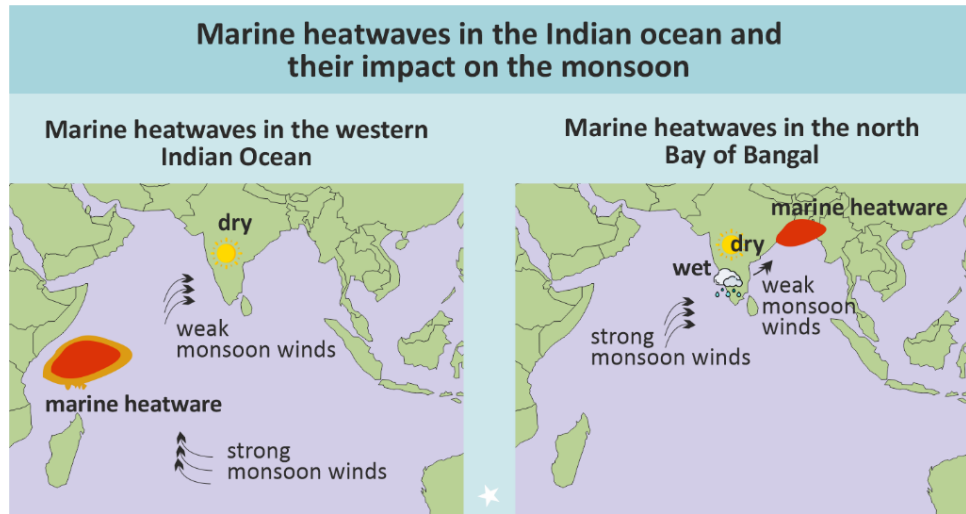 Marine heatwaves in the Indian ocean and
their impact on the monsoon
Marine heatwaves in the western
Indian Ocean
dry
weak
monsoon winds
marine heatware
strong
monsoon winds
Marine heatwaves in the north
Bay of Bangal
marine heatware
dry
wet
weak
monsoon
winds
strong
monsoon winds